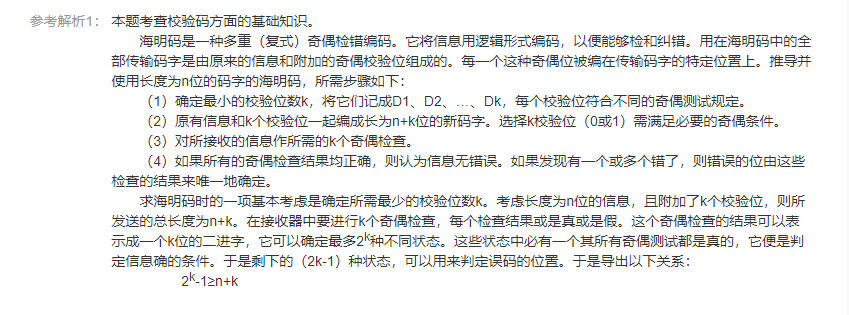 参考解析1： 本题考查校验码方面的基础知识。
海明码是一种多重（复式）奇偶检错编码。它将信息用逻辑形式编码，以便能够检和纠错。用在海明码中的全
部传输码字是由原来的信息和附加的奇偶校验位组成的。每一个这种奇偶位被编在传输码字的特定位置上。推导并
使用长度为n位的码字的海明码，所需步骤如下：
（1）确定最小的校验位数k，将它们记成D1、D2、…、Dk，每个校验位符合不同的奇偶测试规定。
（2）原有信息和k个校验位一起编成长为n+k位的新码字。选择k校验位（0或1）需满足必要的奇偶条件。
（3）对所接收的信息作所需的k个奇偶检查。
（4）如果所有的奇偶检查结果均正确，则认为信息无错误。如果发现有一个或多个错了，则错误的位由这些
检查的结果来唯一地确定。
求海明码时的一项基本考虑是确定所需最少的校验位数k。考虑长度为n位的信息，且附加了k个校验位，则所
发送的总长度为n+k。在接收器中要进行k个奇偶检查，每个检查结果或是真或是假。这个奇偶检查的结果可以表
示成一个k位的二进字，它可以确定最多2^k种不同状态。这些状态中必有一个其所有奇偶测试都是真的，它便是判
定信息确的条件。于是剩下的（2k-1）种状态，可以用来判定误码的位置。于是导出以下关系：
2^k-1≥n+k